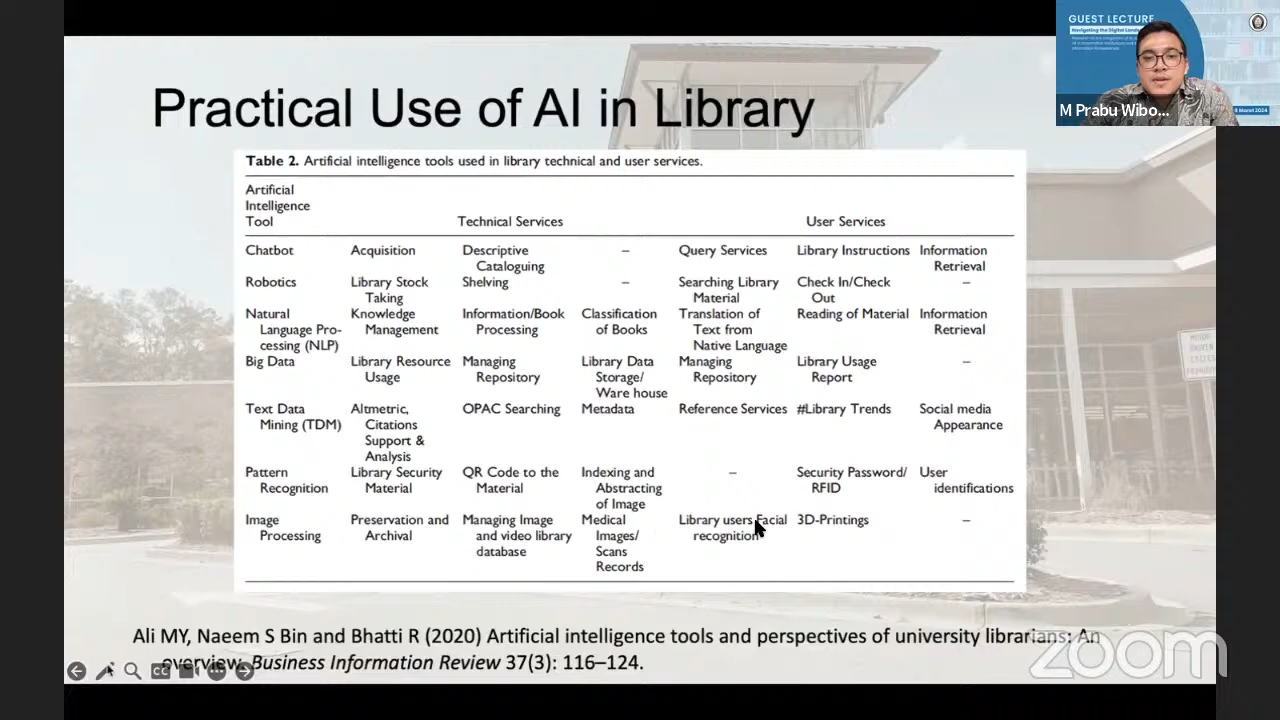 GUEST LECTURE
M Prabu Wibo...
Practical Use of AI in Library
Table 2. Artificial intelligence tools used in library technical and user services.
Artificial
Intelligence
Tool Technical Services User Services
Chatbot Acquisition Descriptive – Query Services Library Instructions Information
Cataloguing Retrieval
Robotics Library Stock Shelving – Searching Library Check In/Check –
Taking Material Out
Natural Knowledge Information/Book Classification Translation of Reading of Material Information
Language Pro- Management Processing of Books Text from Retrieval
cessing (NLP) Native Language
Big Data Library Resource Managing Library Data Managing Library Usage –
Usage Repository Storage/ Repository Report
Ware house
Text Data Altmetric, OPAC Searching Metadata Reference Services #Library Trends Social media
Mining (TDM) Citations Appearance
Support &
Analysis
Pattern Library Security QR Code to the Indexing and – Security Password/ User
Recognition Material Material Abstracting RFID identifications
of Image
Image Preservation and Managing Image Medical Library users Facial 3D-Printings –
Processing Archival and video library Images/ recognition
database Scans
Records
Ali MY, Naeem S Bin and Bhatti R (2020) Artificial intelligence tools and perspectives of university librarians: An
overview. Business Information Review 37(3): 116–124.
CC
zoom